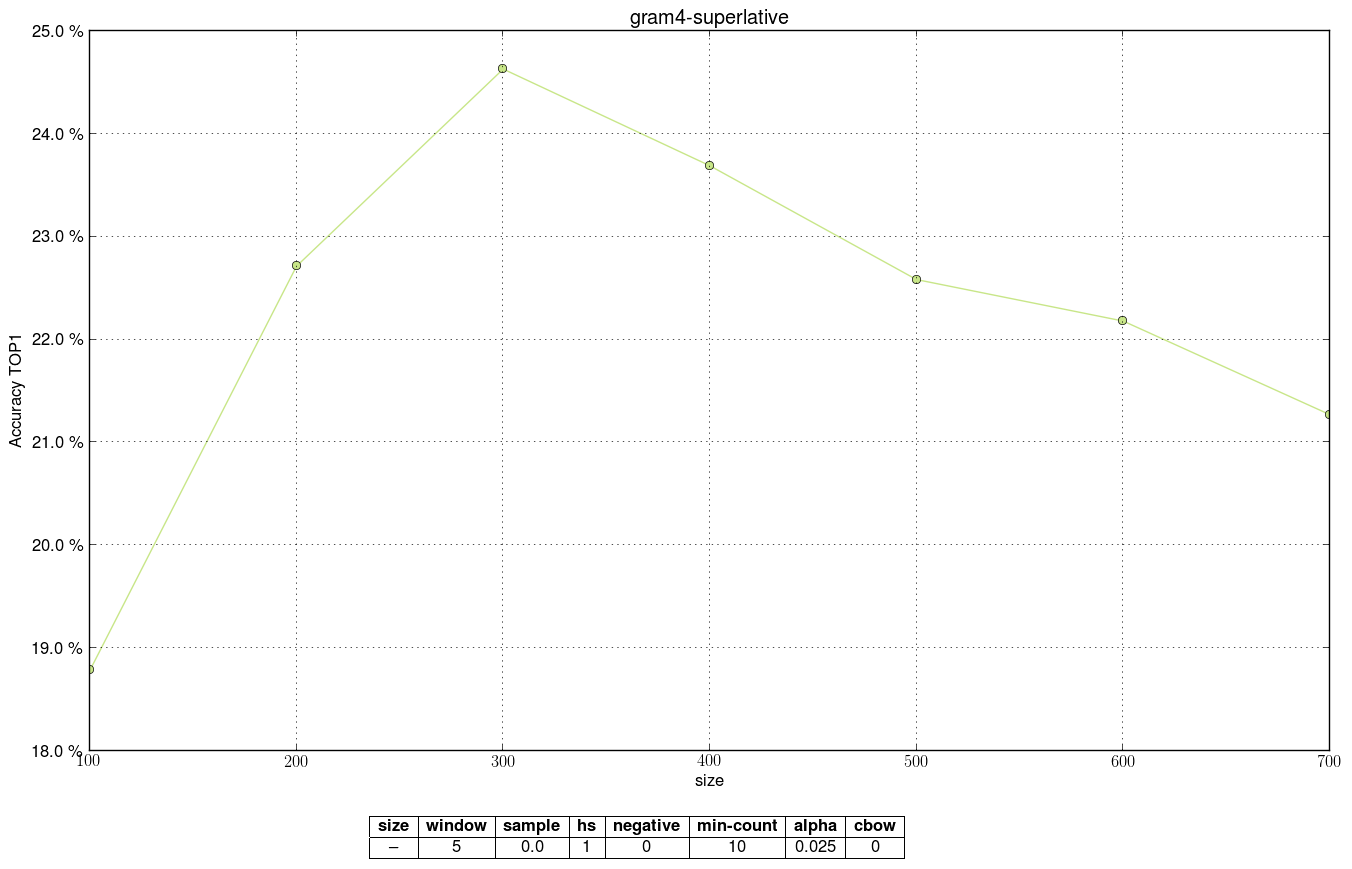 gram4-superlative
25.0 %
24.0 %
23.0 %
22.0 %
21.0 %
20.0 %
19.0 %
18.0 %
Accuracy TOP1
100 200 300 400 500 600 700
size
size window sample hs negative min-count alpha cbow
– 5 0.0 1 0 10 0.025 0